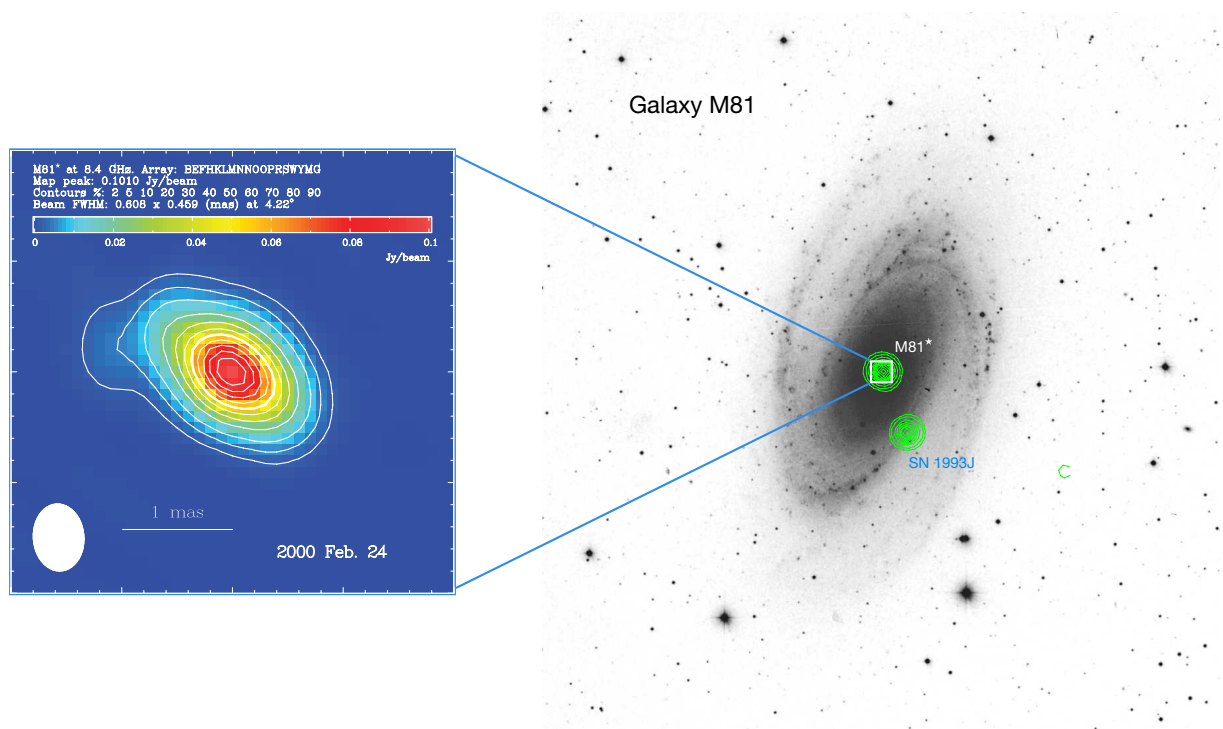 Galaxy M81
M81* at 8.4 GHz. Array: BEFHKLMNNOOPRSWYMG
Map peak: 0.1010 Jy/beam
Contours %: 2 5 10 20 30 40 50 60 70 80 90
Beam FWHM: 0.608 x 0.459 (mas) at 4.22°
0 0.02 0.04 0.06 0.08 0.1
Jy/beam
M81★
SN 1993J
1 mas
2000 Feb. 24